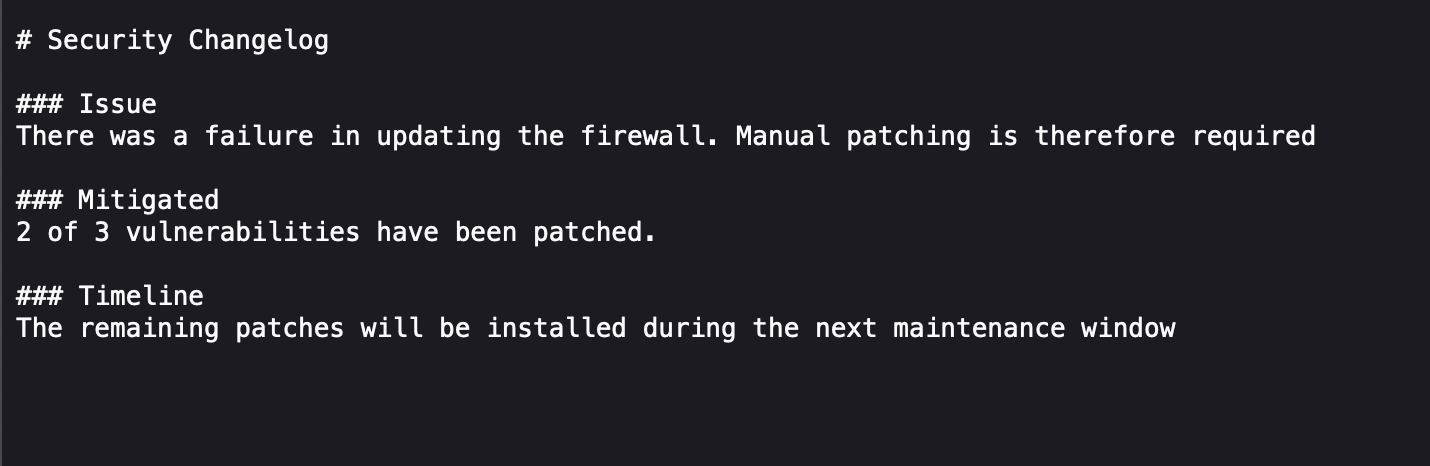 # Security Changelog
### Issue
There was a failure in updating the firewall. Manual patching is therefore required
### Mitigated
2 of 3 vulnerabilities have been patched.
### Timeline
The remaining patches will be installed during the next maintenance window